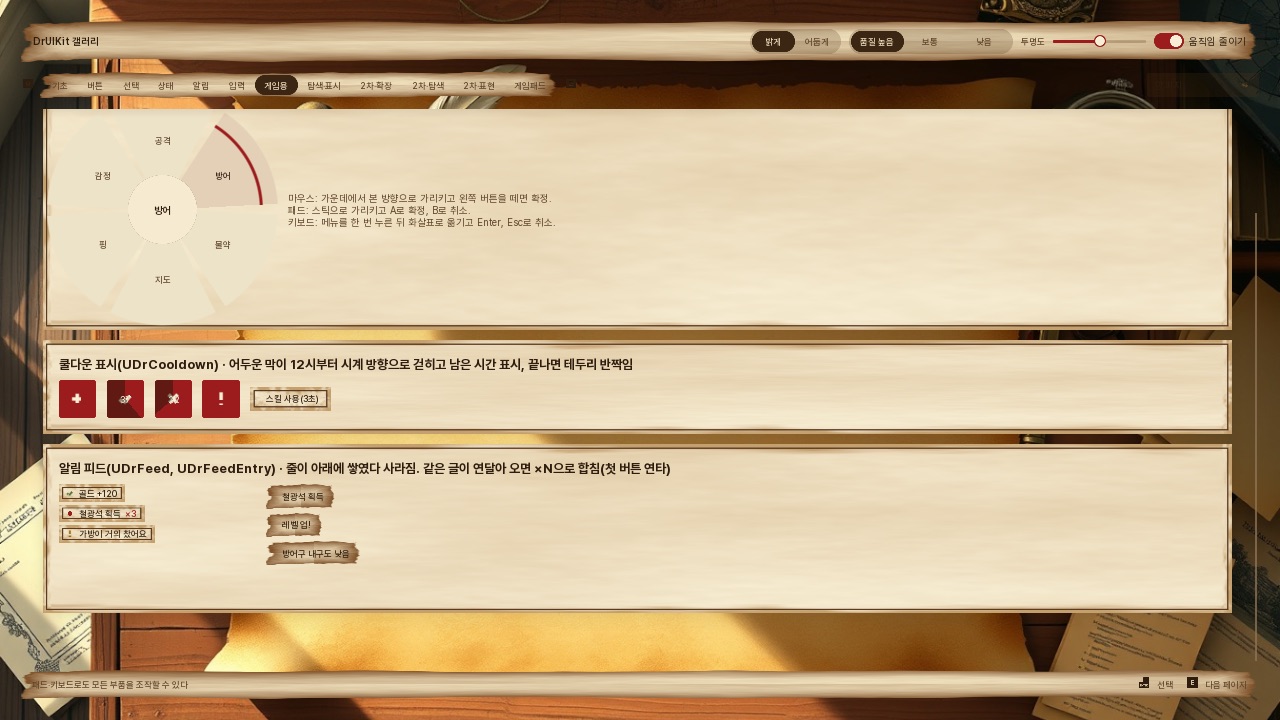 DrUIKit 갤러리
밝게 어둡게 품질 높음 보통 낮음 투명도 움직임 줄이기
기초 버튼 선택 상태 알림 입력 게임용 탐색·표시 2차·확장 2차·탐색 2차·표현 게임패드
공격
감정 방어
방어
핑 물약
지도
마우스: 가운데에서 본 방향으로 가리키고 왼쪽 버튼을 떼면 확정.
패드: 스틱으로 가리키고 A로 확정, B로 취소.
키보드: 메뉴를 한 번 누른 뒤 화살표로 옮기고 Enter, Esc로 취소.
쿨다운 표시(UDrCooldown) · 어두운 막이 12시부터 시계 방향으로 걷히고 남은 시간 표시, 끝나면 테두리 반짝임
스킬 사용(3초)
알림 피드(UDrFeed, UDrFeedEntry) · 줄이 아래에 쌓였다 사라짐. 같은 글이 연달아 오면 ×N으로 합침(첫 버튼 연타)
골드 +120
철광석 획득 ×3
가방이 거의 찼어요
철광석 획득
레벨 업!
방어구 내구도 낮음
패드·키보드로도 모든 부품을 조작할 수 있다
선택 E 다음 페이지